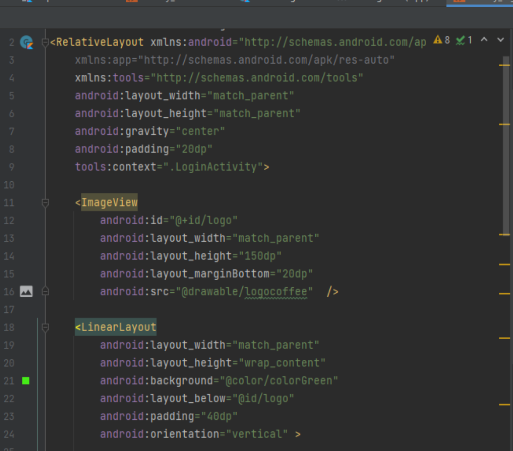 2 <RelativeLayout xmlns:android="http://schemas.android.com/ap 8 1
3 xmlns:app="http://schemas.android.com/apk/res-auto"
4 xmlns:tools="http://schemas.android.com/tools"
5 android:layout_width="match_parent"
6 android:layout_height="match_parent"
7 android:gravity="center"
8 android:padding="20dp"
9 tools:context=".LoginActivity">
10
11 <ImageView
12 android:id="@+id/logo"
13 android:layout_width="match_parent"
14 android:layout_height="150dp"
15 android:layout_marginBottom="20dp"
16 android:src="@drawable/logocoffee" />
17
18 <LinearLayout
19 android:layout_width="match_parent"
20 android:layout_height="wrap_content"
21 android:background="@color/colorGreen"
22 android:layout_below="@id/logo"
23 android:padding="40dp"
24 android:orientation="vertical" >